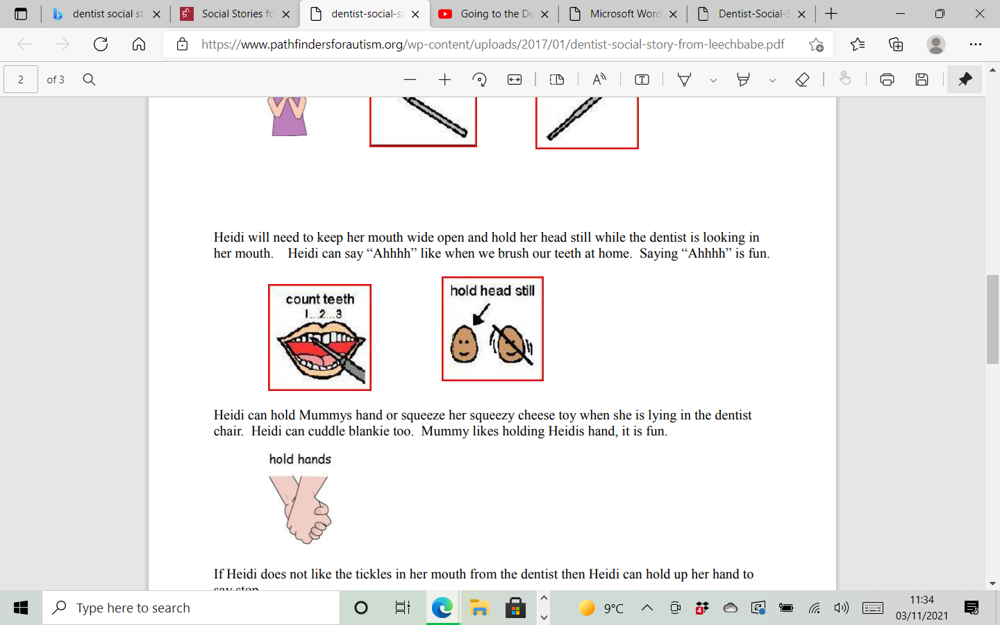 dentist social st
Social Stories fo
dentist-social-s
Going to the De
Microsoft Word
Dentist-Social-S
https://www.pathfindersforautism.org/wp-content/uploads/2017/01/dentist-social-story-from-leechbabe.pdf
2 of 3
Heidi will need to keep her mouth wide open and hold her head still while the dentist is looking in
her mouth. Heidi can say “Ahhhh” like when we brush our teeth at home. Saying “Ahhhh” is fun.
count teeth
1...2...3
hold head still
Heidi can hold Mummys hand or squeeze her squeezy cheese toy when she is lying in the dentist
chair. Heidi can cuddle blankie too. Mummy likes holding Heidis hand, it is fun.
hold hands
If Heidi does not like the tickles in her mouth from the dentist then Heidi can hold up her hand to
say stop
Type here to search
4
9°C
11:34
03/11/2021
3